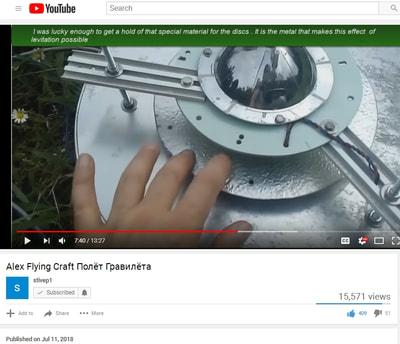 YouTube
Search
I was lucky enough to get a hold of that special material for the discs . It is the metal that makes this effect of
levitation possible
7:40 / 13:27
CC
HD
Alex Flying Craft Полёт Гравилёта
S
stivep1
Subscribed
15,571 views
Add to
Share
More
409
51
Published on Jul 11, 2018